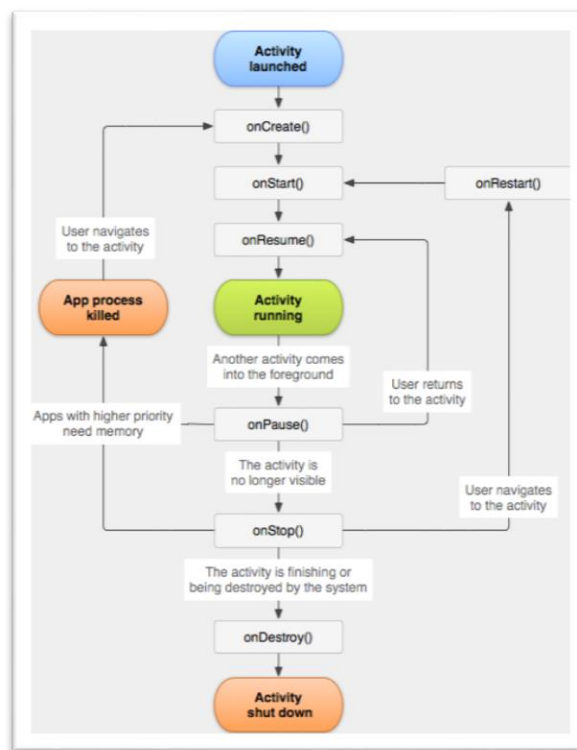 Activity
launched
onCreate()
onStart()
onRestart()
User navigates
to the activity
onResume()
App process
killed
Activity
running
Another activity comes
into the foreground
User returns
to the activity
Apps with higher priority
need memory
onPause()
The activity is
no longer visible
User navigates
to the activity
onStop()
The activity is finishing or
being destroyed by the system
onDestroy()
Activity
shut down